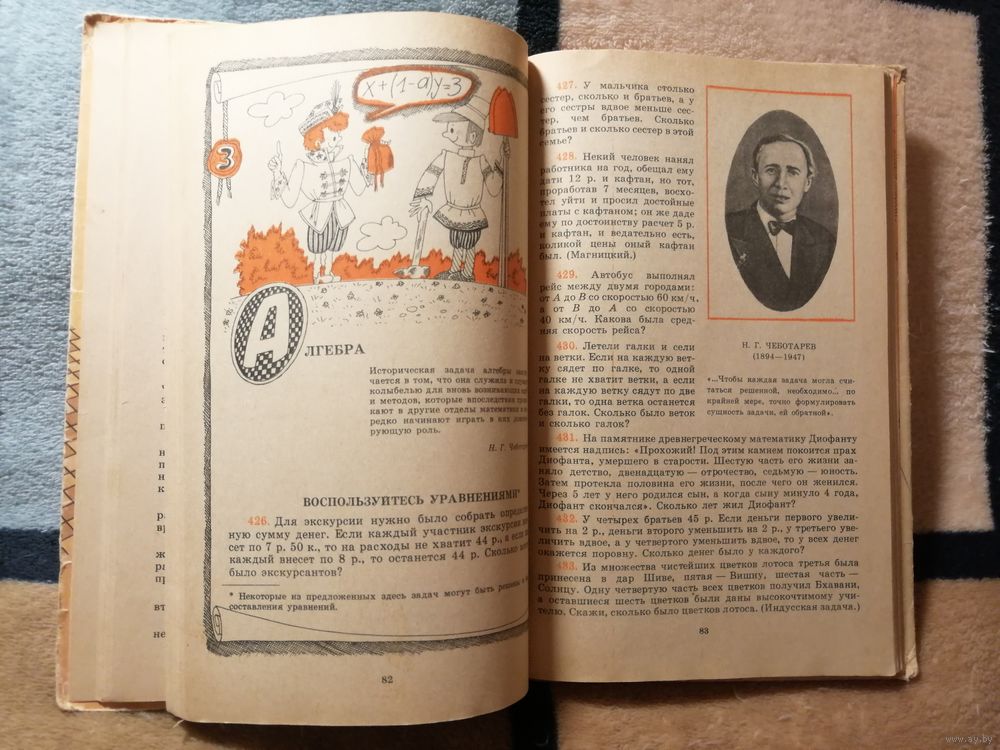 x+(1-a)y=3
3
АЛГЕБРА
Историческая задача алгебры
чается в том, что она служила и
колыбелью для вновь возникающих
и методов, которые впоследствии
кают в другие отделы математики и
редко начинают играть в них
рующую роль.
Н. Г.
ВОСПОЛЬЗУЙТЕСЬ УРАВНЕНИЯМИ*
426. Для экскурсии нужно было собрать
ную сумму денег. Если каждый участник экскурсии
сет по 7 р. 50 к., то на расходы не хватит 44 р., а если
каждый внесет по 8 р., то останется 44 р. Сколько
было экскурсантов?
* Некоторые из предложенных здесь задач могут быть решены и
составления уравнений.
82
427. У мальчика столько
сестер, сколько и братьев, а у
его сестры вдвое меньше сес-
тер, чем братьев. Сколько
братьев и сколько сестер в этой
семье?
428. Некий человек нанял
работника на год, обещал ему
дати 12 р. и кафтан, но тот,
проработав 7 месяцев, восхо-
тел уйти и просил достойные
платы с кафтаном; он же даде
ему по достоинству расчет 5 р.
и кафтан, и ведательно есть,
коликой цены оный кафтан
был. (Магницкий.)
429. Автобус выполнял
рейс между двумя городами:
от А до В со скоростью 60 км/ч,
а от В до А со скоростью
40 км/ч. Какова была сред-
няя скорость рейса?
430. Летели галки и сели
на ветки. Если на каждую вет-
ку сядет по галке, то одной
галке не хватит ветки, а если
на каждую ветку сядут по две
галки, то одна ветка останется
без галок. Сколько было веток
и сколько галок?
Н. Г. ЧЕБОТАРЕВ
(1894—1947)
«...Чтобы каждая задача могла счи-
таться решенной, необходимо... по
крайней мере, точно формулировать
сущность задачи, ей обратной».
431. На памятнике древнегреческому математику Диофанту
имеется надпись: «Прохожий! Под этим камнем покоится прах
Диофанта, умершего в старости. Шестую часть его жизни за-
няло детство, двенадцатую — отрочество, седьмую — юность.
Затем протекла половина его жизни, после чего он женился.
Через 5 лет у него родился сын, а когда сыну минуло 4 года,
Диофант скончался». Сколько лет жил Диофант?
432. У четырех братьев 45 р. Если деньги первого увели-
чить на 2 р., деньги второго уменьшить на 2 р., у третьего уве-
личить вдвое, а у четвертого уменьшить вдвое, то у всех денег
окажется поровну. Сколько денег было у каждого?
433. Из множества чистейших цветков лотоса третья была
принесена в дар Шиве, пятая — Вишну, шестая часть —
Солнцу. Одну четвертую часть всех цветков получил Бхавани,
а оставшиеся шесть цветков были даны высокочтимому учи-
телю. Скажи, сколько было цветков лотоса. (Индусская задача.)
83
www.ay.by